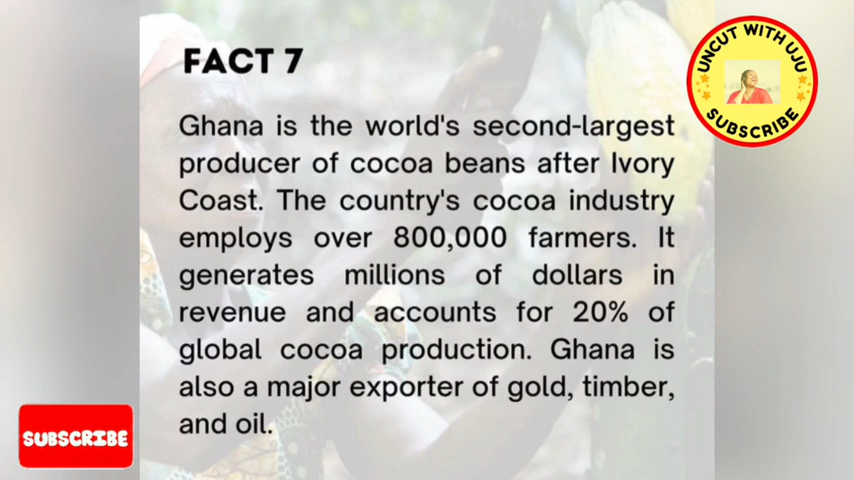 FACT 7
Ghana is the world's second-largest
producer of cocoa beans after Ivory
Coast. The country's cocoa industry
employs over 800,000 farmers. It
generates millions of dollars in
revenue and accounts for 20% of
global cocoa production. Ghana is
also a major exporter of gold, timber,
and oil.
UNCUT WITH UJU
SUBSCRIBE
SUBSCRIBE